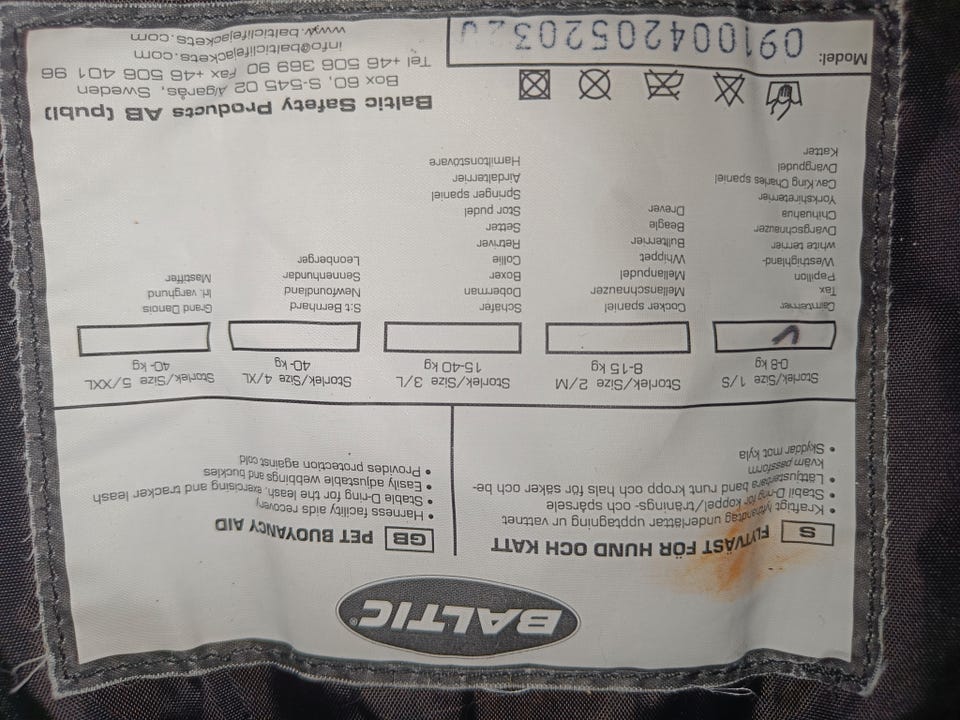 BALTIC®
S FLYTVÄST FÖR HUND OCH KATT
• Kraftigt lyfthandtag underlättar upptagning ur vattnet
• Stabil D-ring för koppel/tränings- och spårsele
• Lättjusterbara band runt kropp och hals för säker och be-
kväm passform
• Skyddar mot kyla
GB PET BUOYANCY AID
• Harness facility aids recovery
• Stable D-ring for the leash, exercising and tracker leash
• Easily adjustable webbings and buckles
• Provides protection against cold
Storlek/Size 1/S
0-8 kg
Cairnterrier
Tax
Papillon
Westhighland-
white terrier
Dvärgschnauzer
Chihuahua
Yorkshireterrier
Cav.King Charles spaniel
Dvärgpudel
Katter
Storlek/Size 2/M
8-15 kg
Cocker spaniel
Mellanschnauzer
Mellanpudel
Whippet
Bullterrier
Beagle
Drever
Storlek/Size 3/L
15-40 kg
Schäfer
Doberman
Boxer
Collie
Retriver
Setter
Stor pudel
Springer spaniel
Airdalterrier
Hamiltonstövare
Storlek/Size 4/XL
40- kg
S:t Bernhard
Newfoundland
Sennenhundar
Leonberger
Storlek/Size 5/XXL
40- kg
Grand Danois
Irl. varghund
Mastiffer
Baltic Safety Products AB (publ)
Box 60, S-545 02 Älgarås, Sweden
Tel +46 506 369 90 Fax +46 506 401 96
info@balticlifejackets.com
www.balticlifejackets.com
Model: